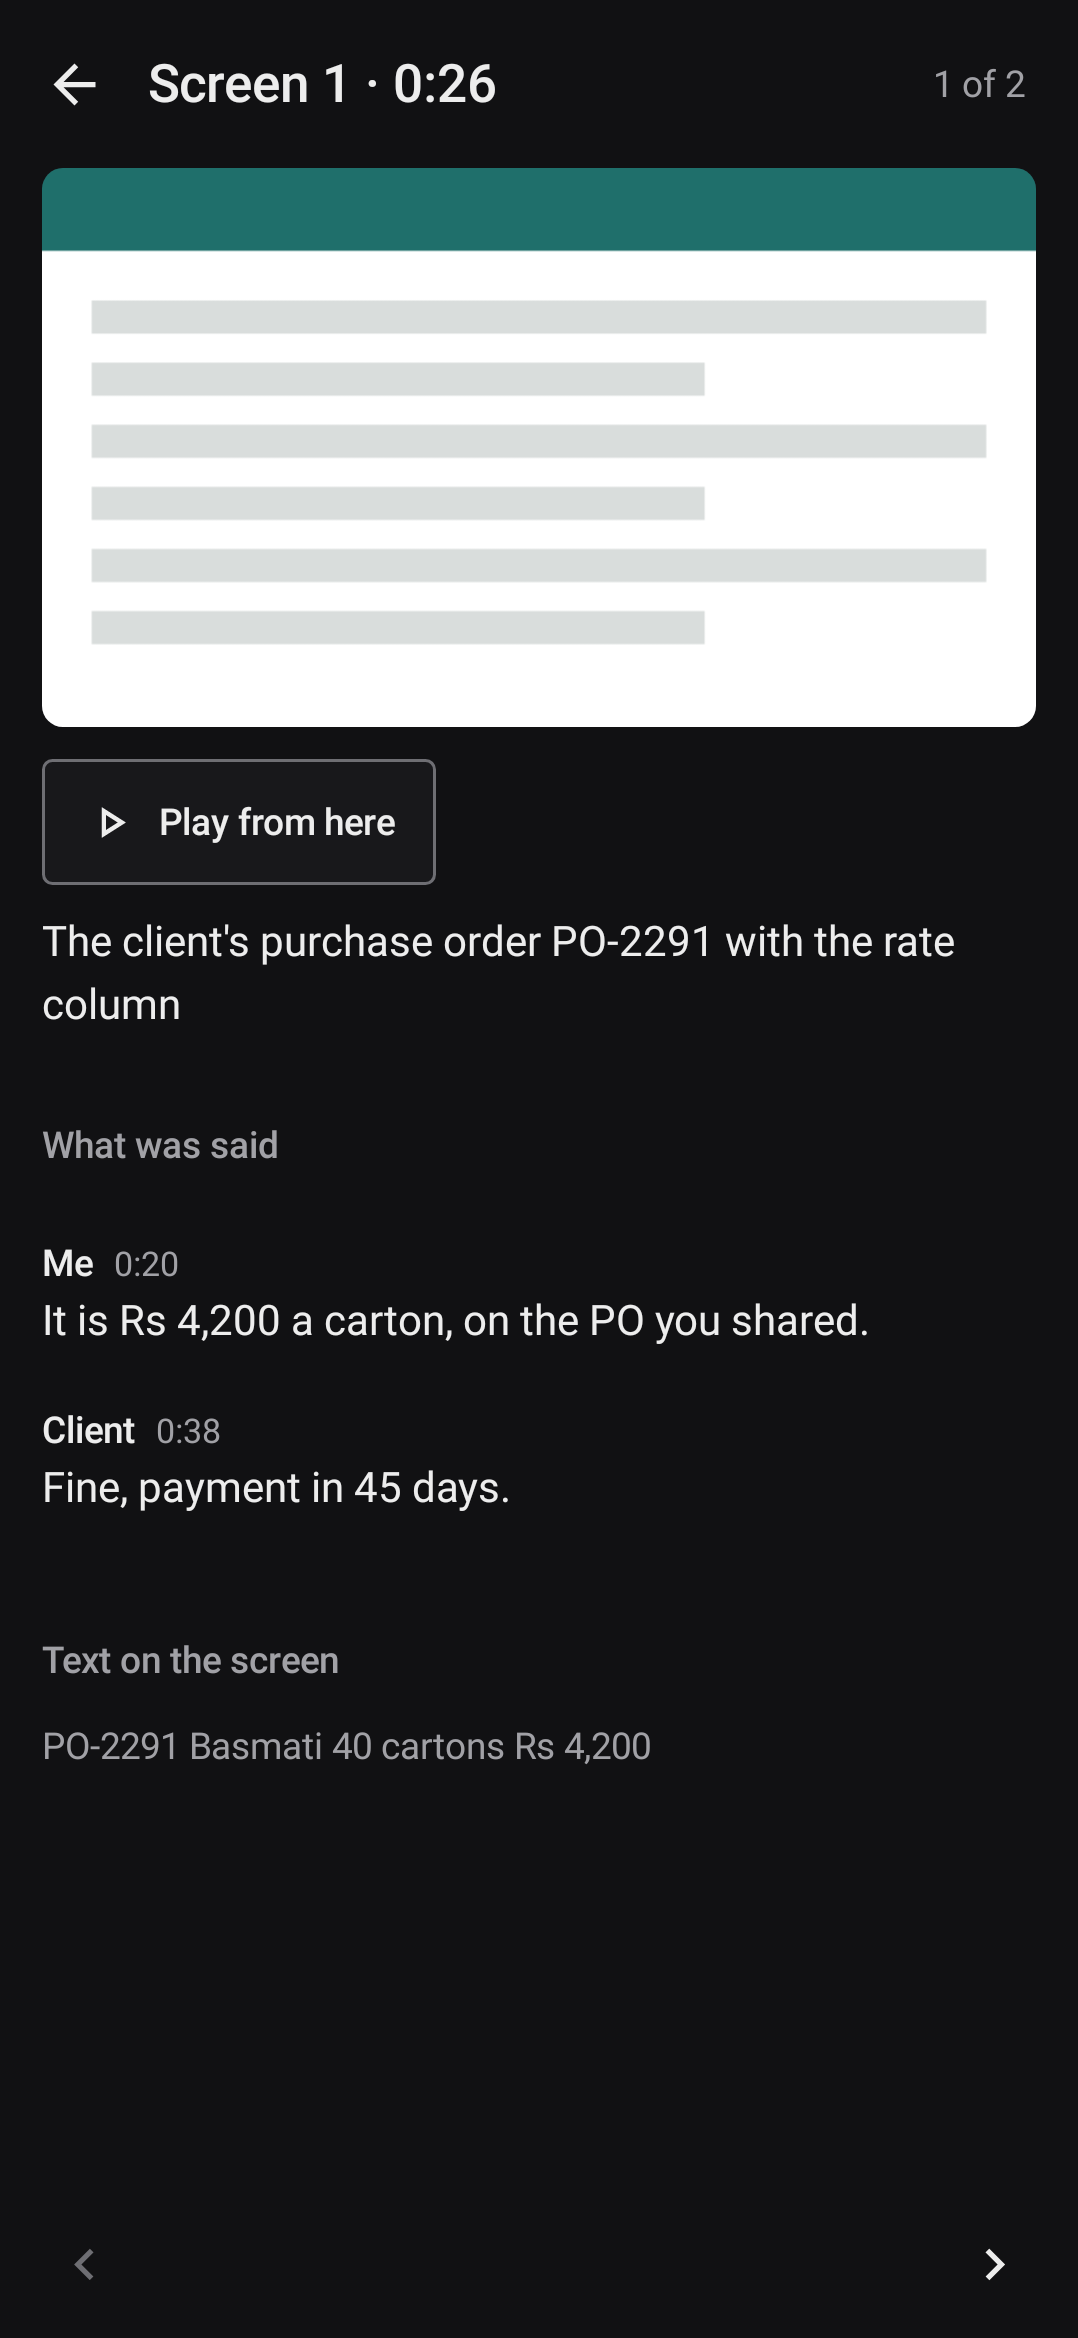 Screen 1 · 0:26
1 of 2
Play from here
The client's purchase order PO-2291 with the rate
column
What was said
Me 0:20
It is Rs 4,200 a carton, on the PO you shared.
Client 0:38
Fine, payment in 45 days.
Text on the screen
PO-2291 Basmati 40 cartons Rs 4,200